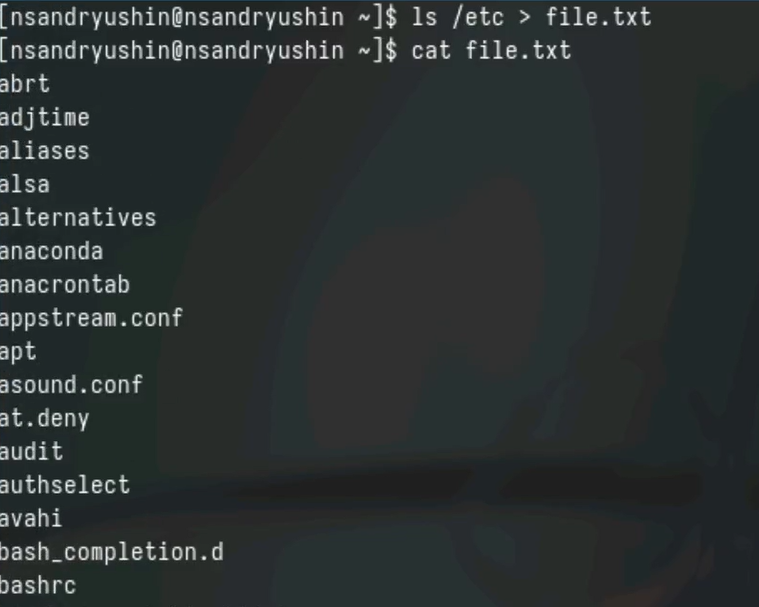 [nsandryushin@nsandryushin ~]$ ls /etc > file.txt
[nsandryushin@nsandryushin ~]$ cat file.txt
abrt
adjtime
aliases
alsa
alternatives
anaconda
anacrontab
appstream.conf
apt
asound.conf
at.deny
audit
authselect
avahi
bash_completion.d
bashrc